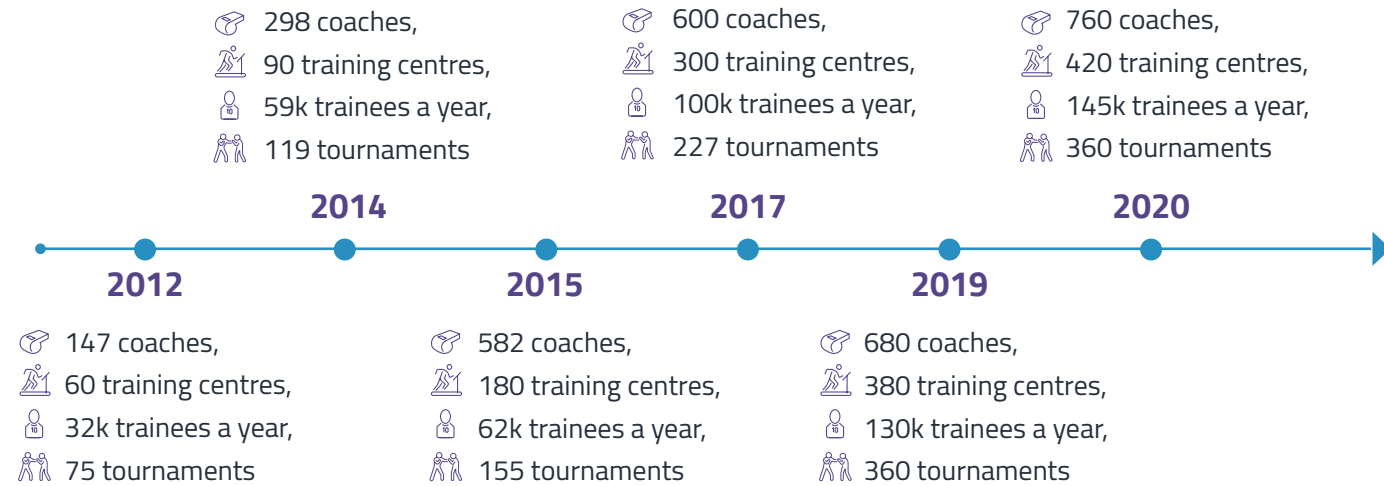 298 coaches,
90 training centres,
59k trainees a year,
119 tournaments
600 coaches,
300 training centres,
100k trainees a year,
227 tournaments
760 coaches,
420 training centres,
145k trainees a year,
360 tournaments
2014
2017
2020
2012
2015
2019
147 coaches,
60 training centres,
32k trainees a year,
75 tournaments
582 coaches,
180 training centres,
62k trainees a year,
155 tournaments
680 coaches,
380 training centres,
130k trainees a year,
360 tournaments